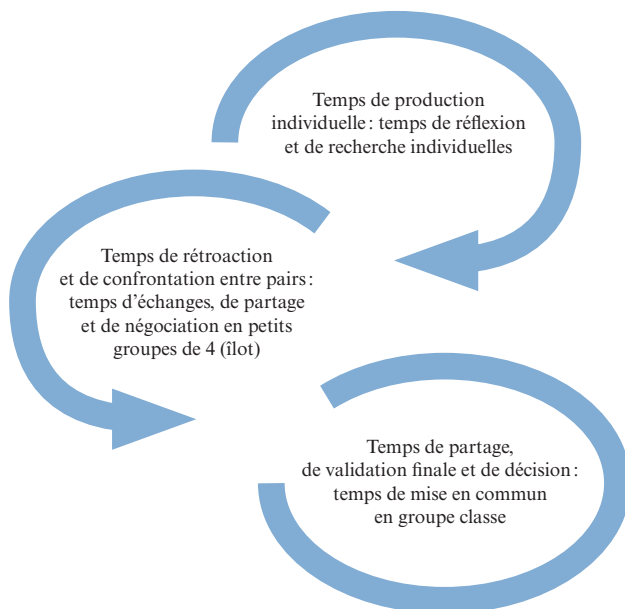 Temps de production
individuelle : temps de réflexion
et de recherche individuelles
Temps de rétroaction
et de confrontation entre pairs :
temps d’échanges, de partage
et de négociation en petits
groupes de 4 (îlot)
Temps de partage,
de validation finale et de décision :
temps de mise en commun
en groupe classe